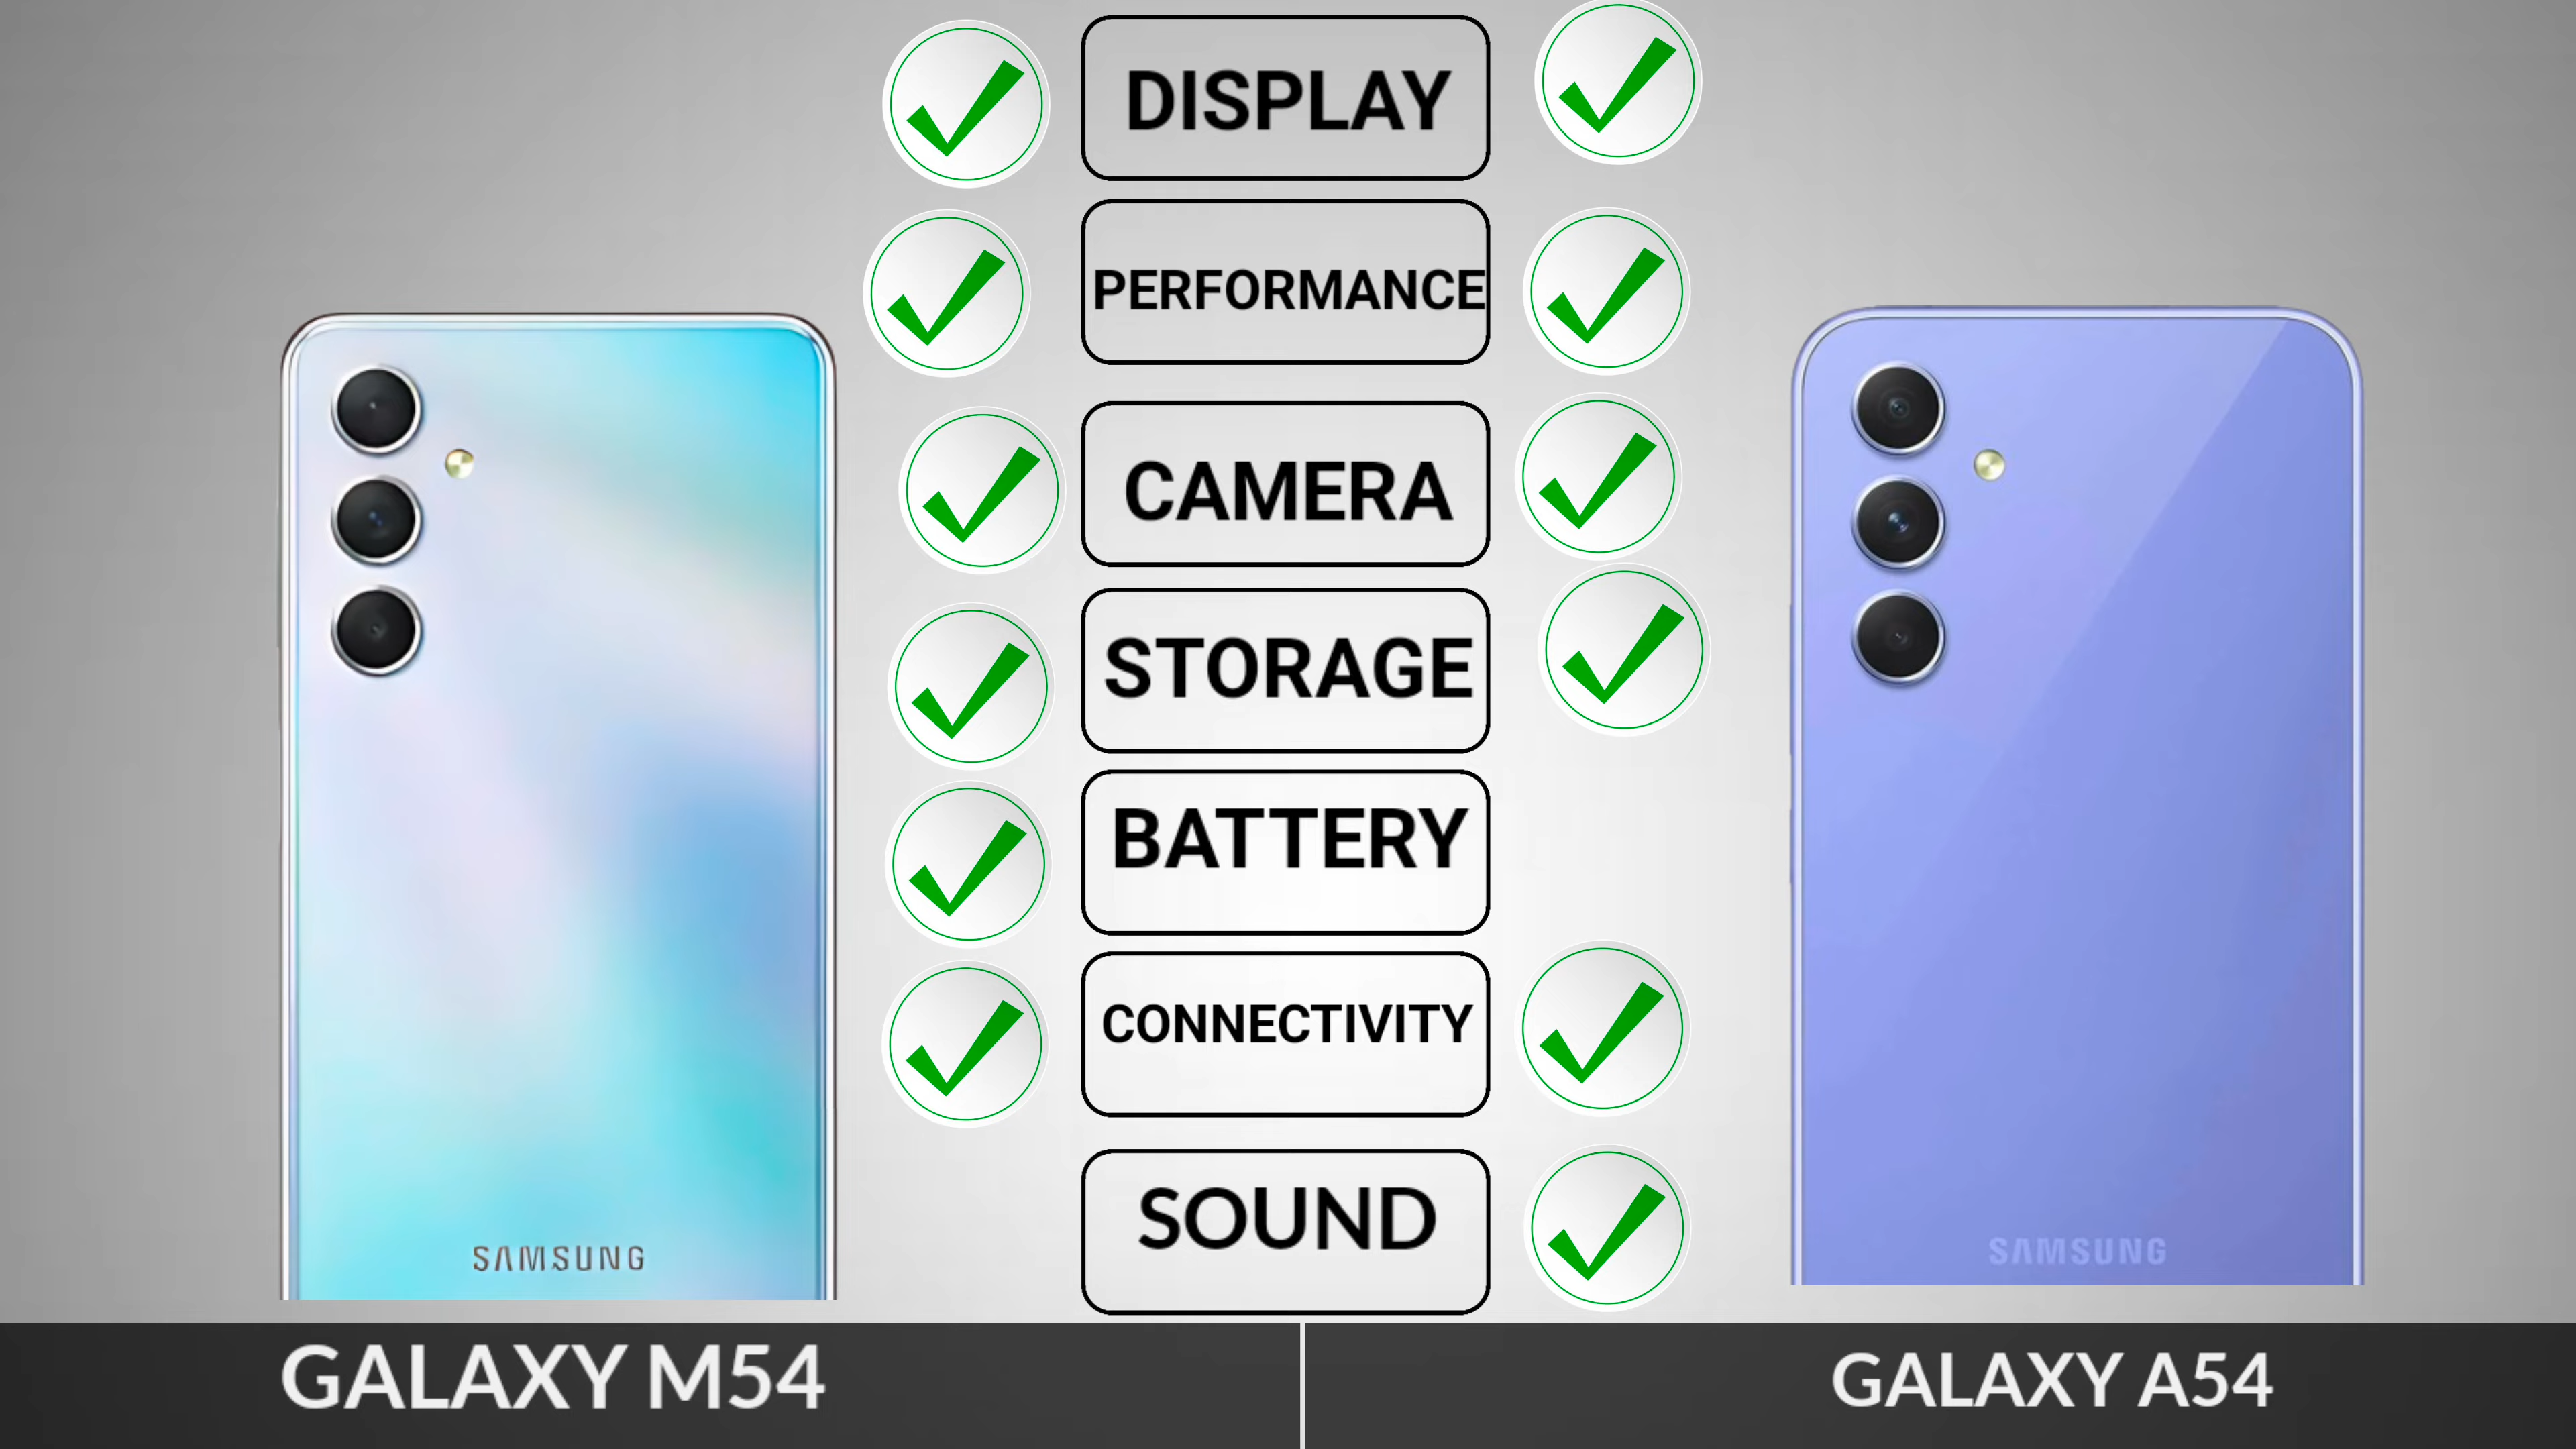 DISPLAY
PERFORMANCE
CAMERA
STORAGE
BATTERY
CONNECTIVITY
SOUND
SAMSUNG
SAMSUNG
GALAXY M54
GALAXY A54